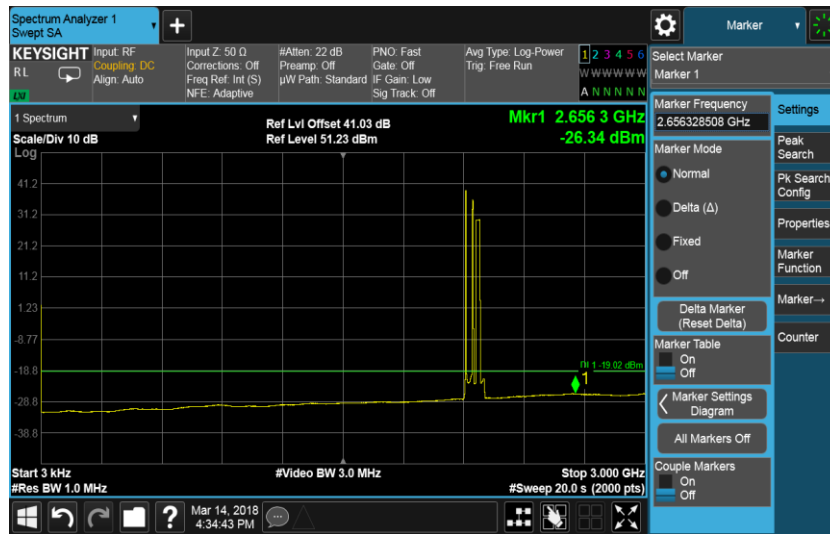 Spectrum Analyzer 1
Swept SA
+
Marker
KEYSIGHT
RL
LXI
Input: RF
Coupling: DC
Align: Auto
Input Z: 50 Ω
Corrections: Off
Freq Ref: Int (S)
NFE: Adaptive
#Atten: 22 dB
Preamp: Off
µW Path: Standard
PNO: Fast
Gate: Off
IF Gain: Low
Sig Track: Off
Avg Type: Log-Power
Trig: Free Run
1 2 3 4 5 6
W W W W W W
A N N N N N
Select Marker
Marker 1
1 Spectrum
Scale/Div 10 dB
Log
Ref Lvl Offset 41.03 dB
Ref Level 51.23 dBm
Mkr1 2.656 3 GHz
-26.34 dBm
41.2
31.2
21.2
11.2
1.23
-8.77
-18.8
-28.8
-38.8
DI 1 -19.02 dBm
1
Start 3 kHz
#Res BW 1.0 MHz
#Video BW 3.0 MHz
Stop 3.000 GHz
#Sweep 20.0 s (2000 pts)
Marker Frequency
2.656328508 GHz
Marker Mode
Normal
Delta (Δ)
Fixed
Off
Delta Marker
(Reset Delta)
Marker Table
On
Off
Marker Settings
Diagram
All Markers Off
Couple Markers
On
Off
Settings
Peak
Search
Pk Search
Config
Properties
Marker
Function
Marker→
Counter
?
Mar 14, 2018
4:34:43 PM